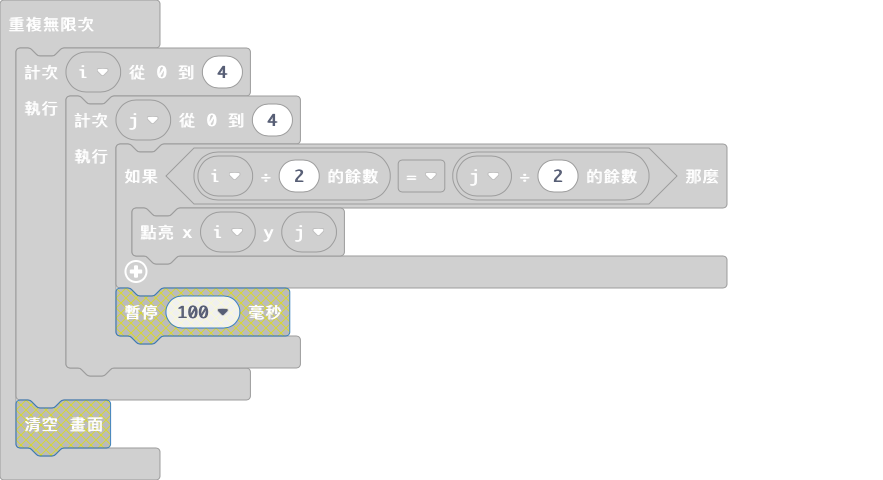 重複無限次
計次 i 從 0 到 4
執行
計次 j 從 0 到 4
執行
如果 i ÷ 2 的餘數 = j ÷ 2 的餘數 那麼
點亮 x i y j
暫停 100 毫秒
清空 畫面